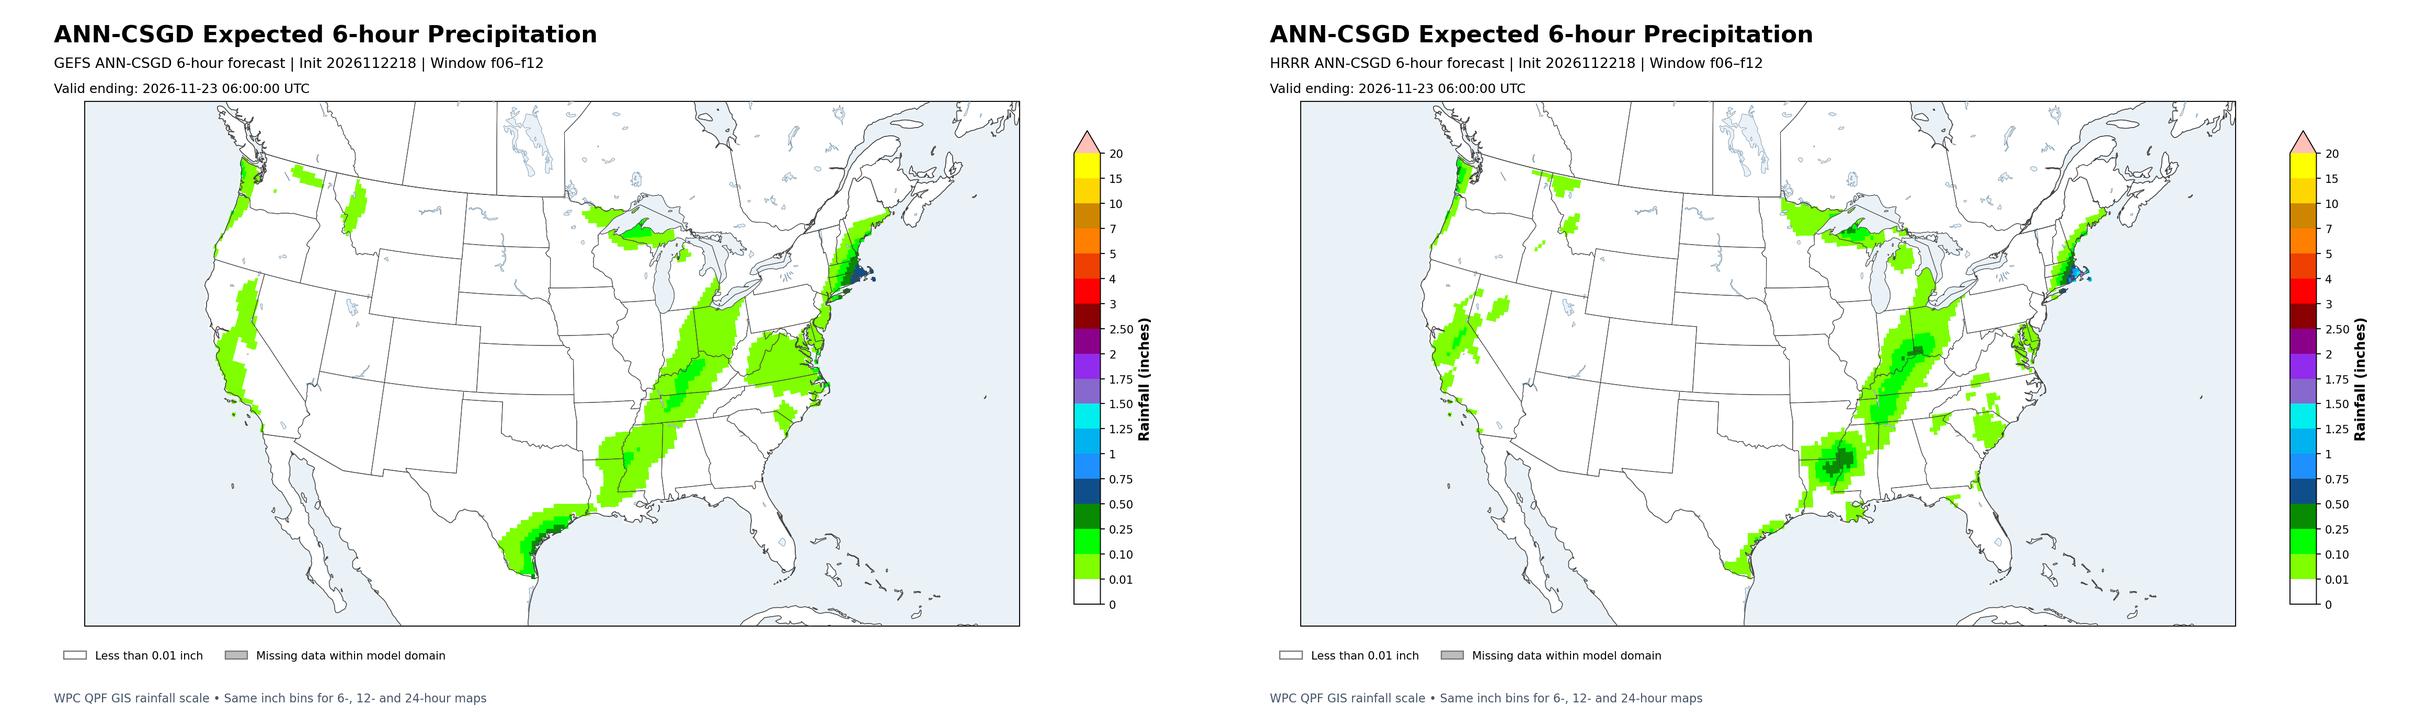 ANN-CSGD Expected 6-hour Precipitation
GEFS ANN-CSGD 6-hour forecast | Init 2026112218 | Window f06–f12
Valid ending: 2026-11-23 06:00:00 UTC
20
15
10
7
5
4
3
2.50
2
1.75
1.50
1.25
1
0.75
0.50
0.25
0.10
0.01
0
Rainfall (inches)
Less than 0.01 inch
Missing data within model domain
WPC QPF GIS rainfall scale • Same inch bins for 6-, 12- and 24-hour maps
ANN-CSGD Expected 6-hour Precipitation
HRRR ANN-CSGD 6-hour forecast | Init 2026112218 | Window f06–f12
Valid ending: 2026-11-23 06:00:00 UTC
20
15
10
7
5
4
3
2.50
2
1.75
1.50
1.25
1
0.75
0.50
0.25
0.10
0.01
0
Rainfall (inches)
Less than 0.01 inch
Missing data within model domain
WPC QPF GIS rainfall scale • Same inch bins for 6-, 12- and 24-hour maps